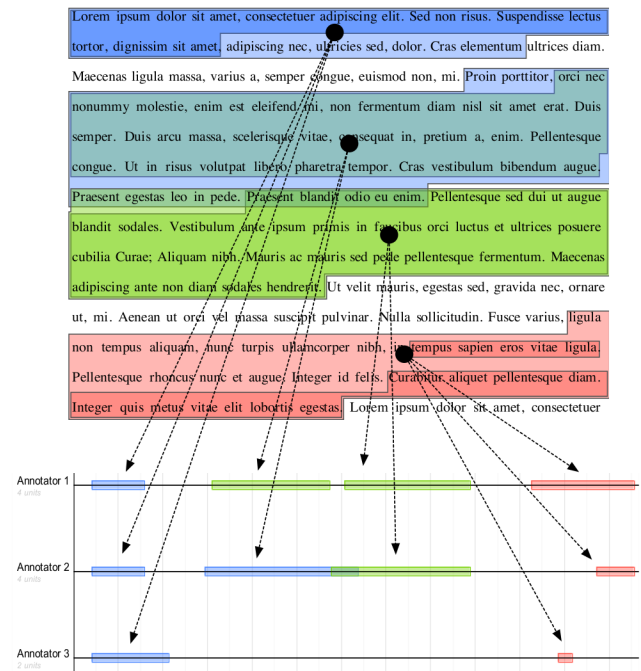 Lorem ipsum dolor sit amet, consectetuer adipiscing elit. Sed non risus. Suspendisse lectus
tortor, dignissim sit amet, adipiscing nec, ultricies sed, dolor. Cras elementum ultrices diam.
Maecenas ligula massa, varius a, semper congue, euismod non, mi. Proin porttitor, orci nec
nonummy molestie, enim est eleifend mi, non fermentum diam nisl sit amet erat. Duis
semper. Duis arcu massa, scelerisque vitae, consequat in, pretium a, enim. Pellentesque
congue. Ut in risus volutpat libero pharetra tempor. Cras vestibulum bibendum augue.
Praesent egestas leo in pede. Praesent blandit odio eu enim. Pellentesque sed dui ut augue
blandit sodales. Vestibulum ante ipsum primis in faucibus orci luctus et ultrices posuere
cubilia Curae; Aliquam nibh. Mauris ac mauris sed pede pellentesque fermentum. Maecenas
adipiscing ante non diam sodales hendrerit. Ut velit mauris, egestas sed, gravida nec, ornare
ut, mi. Aenean ut orci vel massa suscipit pulvinar. Nulla sollicitudin. Fusce varius, ligula
non tempus aliquam, nunc turpis ullamcorper nibh, in tempus sapien eros vitae ligula.
Pellentesque rhoncus nunc et augue. Integer id felis. Curabitur aliquet pellentesque diam.
Integer quis metus vitae elit lobortis egestas. Lorem ipsum dolor sit amet, consectetuer
Annotator 1
4 units
Annotator 2
4 units
Annotator 3
2 units